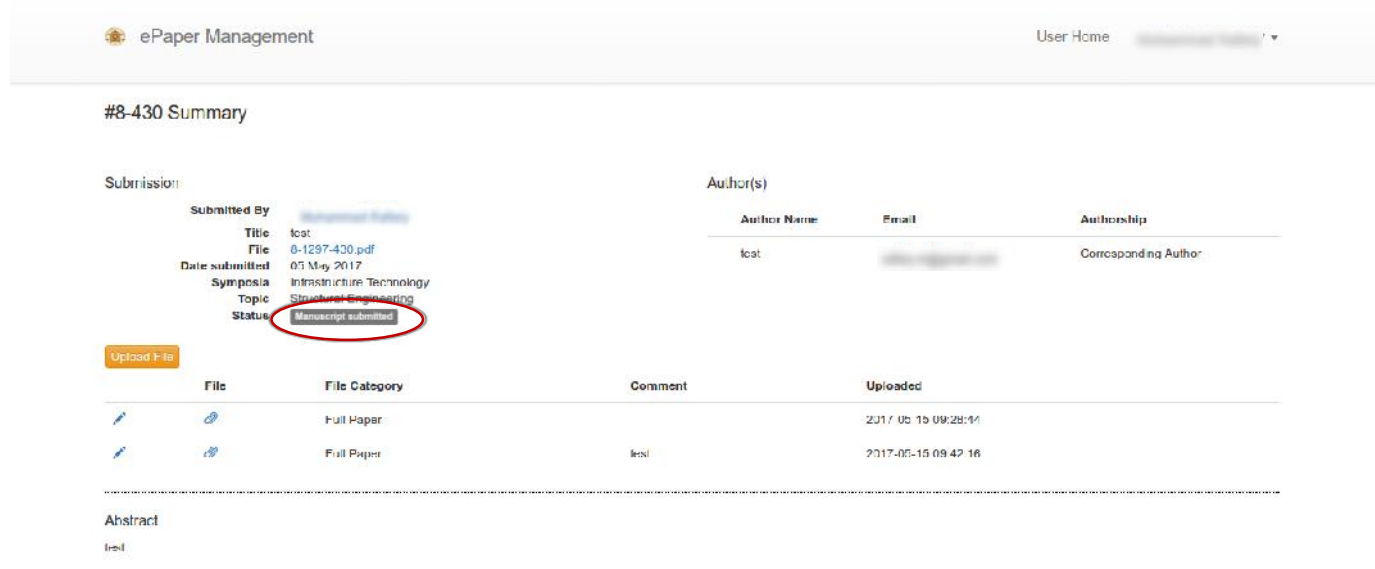 ePaper Management
User Home
#8-430 Summary
Submission
Submitted By
Title test
File 8-1297-430.pdf
Date submitted 05 May 2017
Symposia Infrastructure Technology
Topic Structural Engineering
Status Manuscript submitted
Author(s)
Author Name Email Authorship
test Corresponding Author
Upload File
File File Category Comment Uploaded
Full Paper 2017-05-15 09:28:44
Full Paper test 2017-05-15 09:42:16
Abstract
test